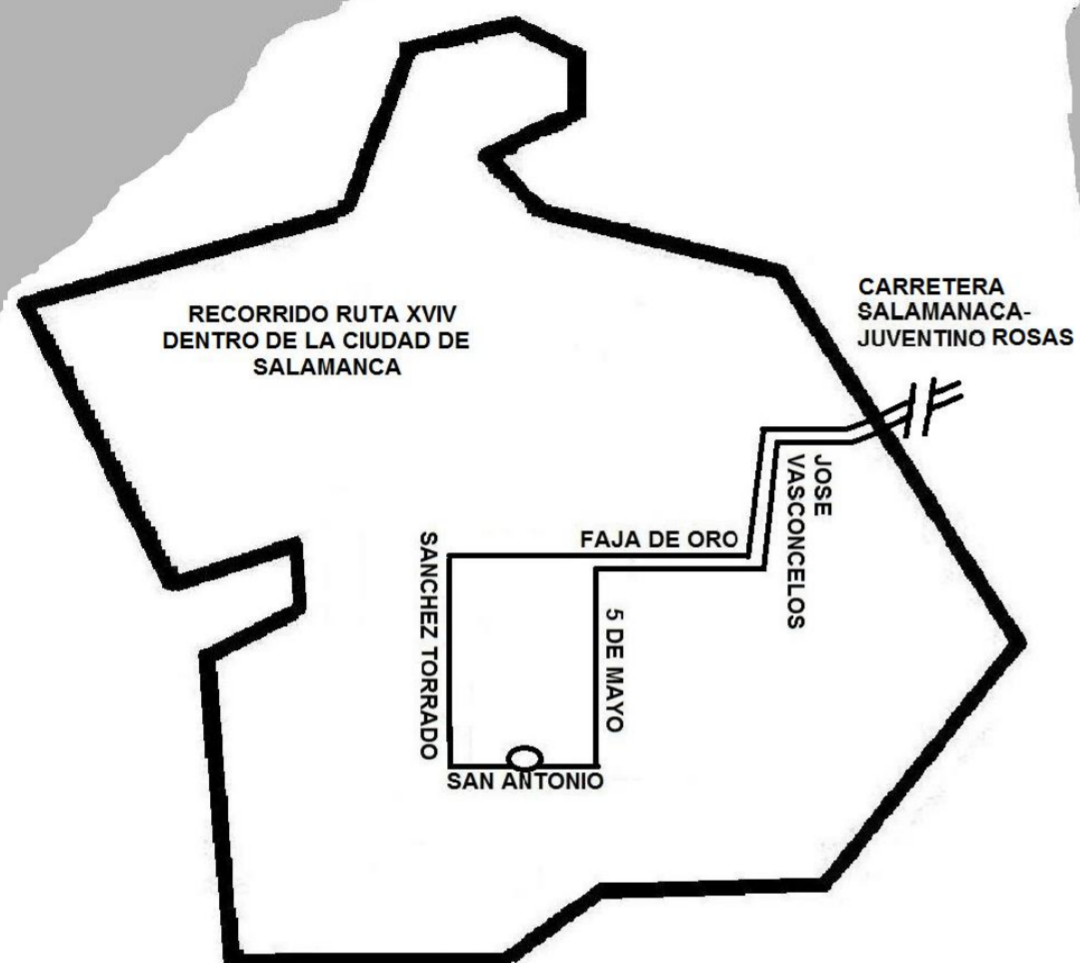 RECORRIDO RUTA XVIV
DENTRO DE LA CIUDAD DE
SALAMANCA
CARRETERA
SALAMANACA-
JUVENTINO ROSAS
JOSE
VASCONCELOS
FAJA DE ORO
SANCHEZ TORRADO
5 DE MAYO
SAN ANTONIO